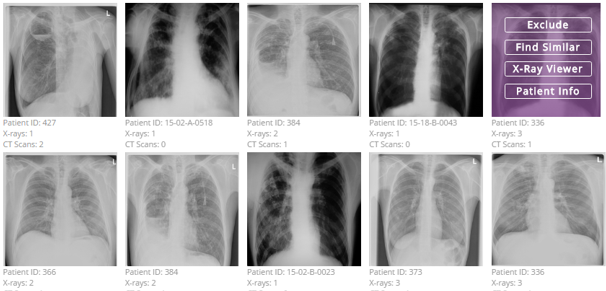 L
Exclude
Find Similar
X-Ray Viewer
Patient Info
Patient ID: 427
X-rays: 1
CT Scans: 2
Patient ID: 15-02-A-0518
X-rays: 1
CT Scans: 0
Patient ID: 384
X-rays: 2
CT Scans: 1
Patient ID: 15-18-B-0043
X-rays: 1
CT Scans: 0
Patient ID: 336
X-rays: 3
CT Scans: 1
L
L
L
L
Patient ID: 366
X-rays: 2
Patient ID: 384
X-rays: 2
Patient ID: 15-02-B-0023
X-rays: 1
Patient ID: 373
X-rays: 3
Patient ID: 336
X-rays: 3